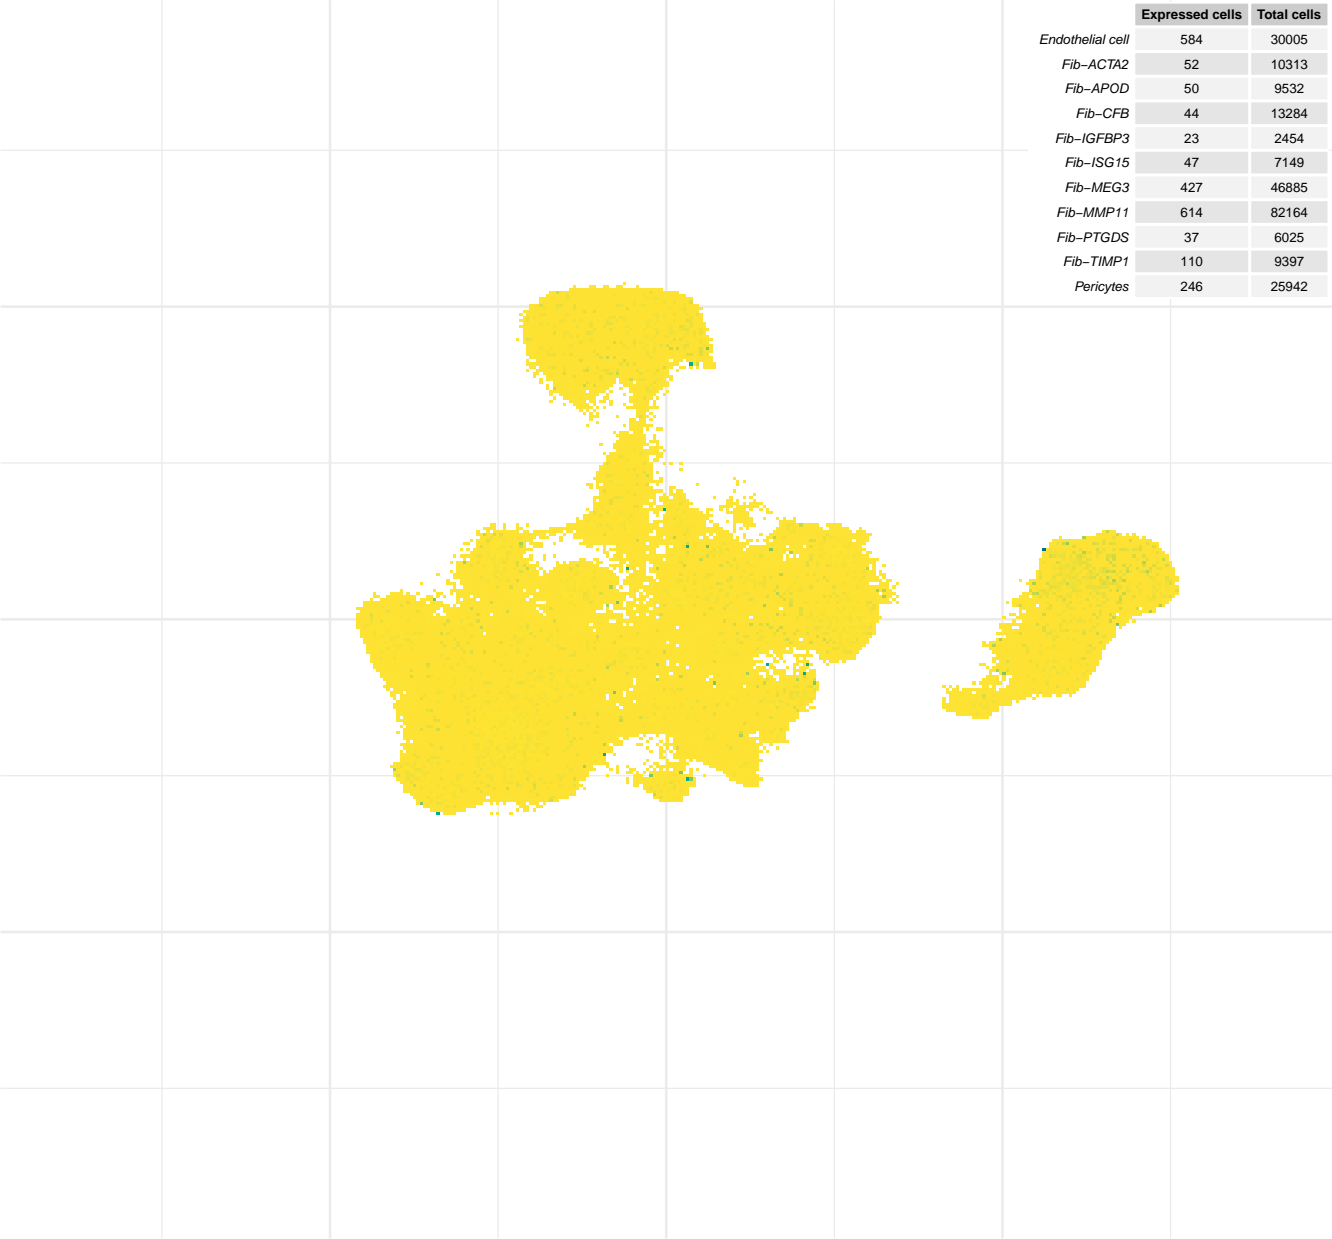 Expressed cells Total cells
Endothelial cell 584 30005
Fib−ACTA2 52 10313
Fib−APOD 50 9532
Fib−CFB 44 13284
Fib−IGFBP3 23 2454
Fib−ISG15 47 7149
Fib−MEG3 427 46885
Fib−MMP11 614 82164
Fib−PTGDS 37 6025
Fib−TIMP1 110 9397
Pericytes 246 25942